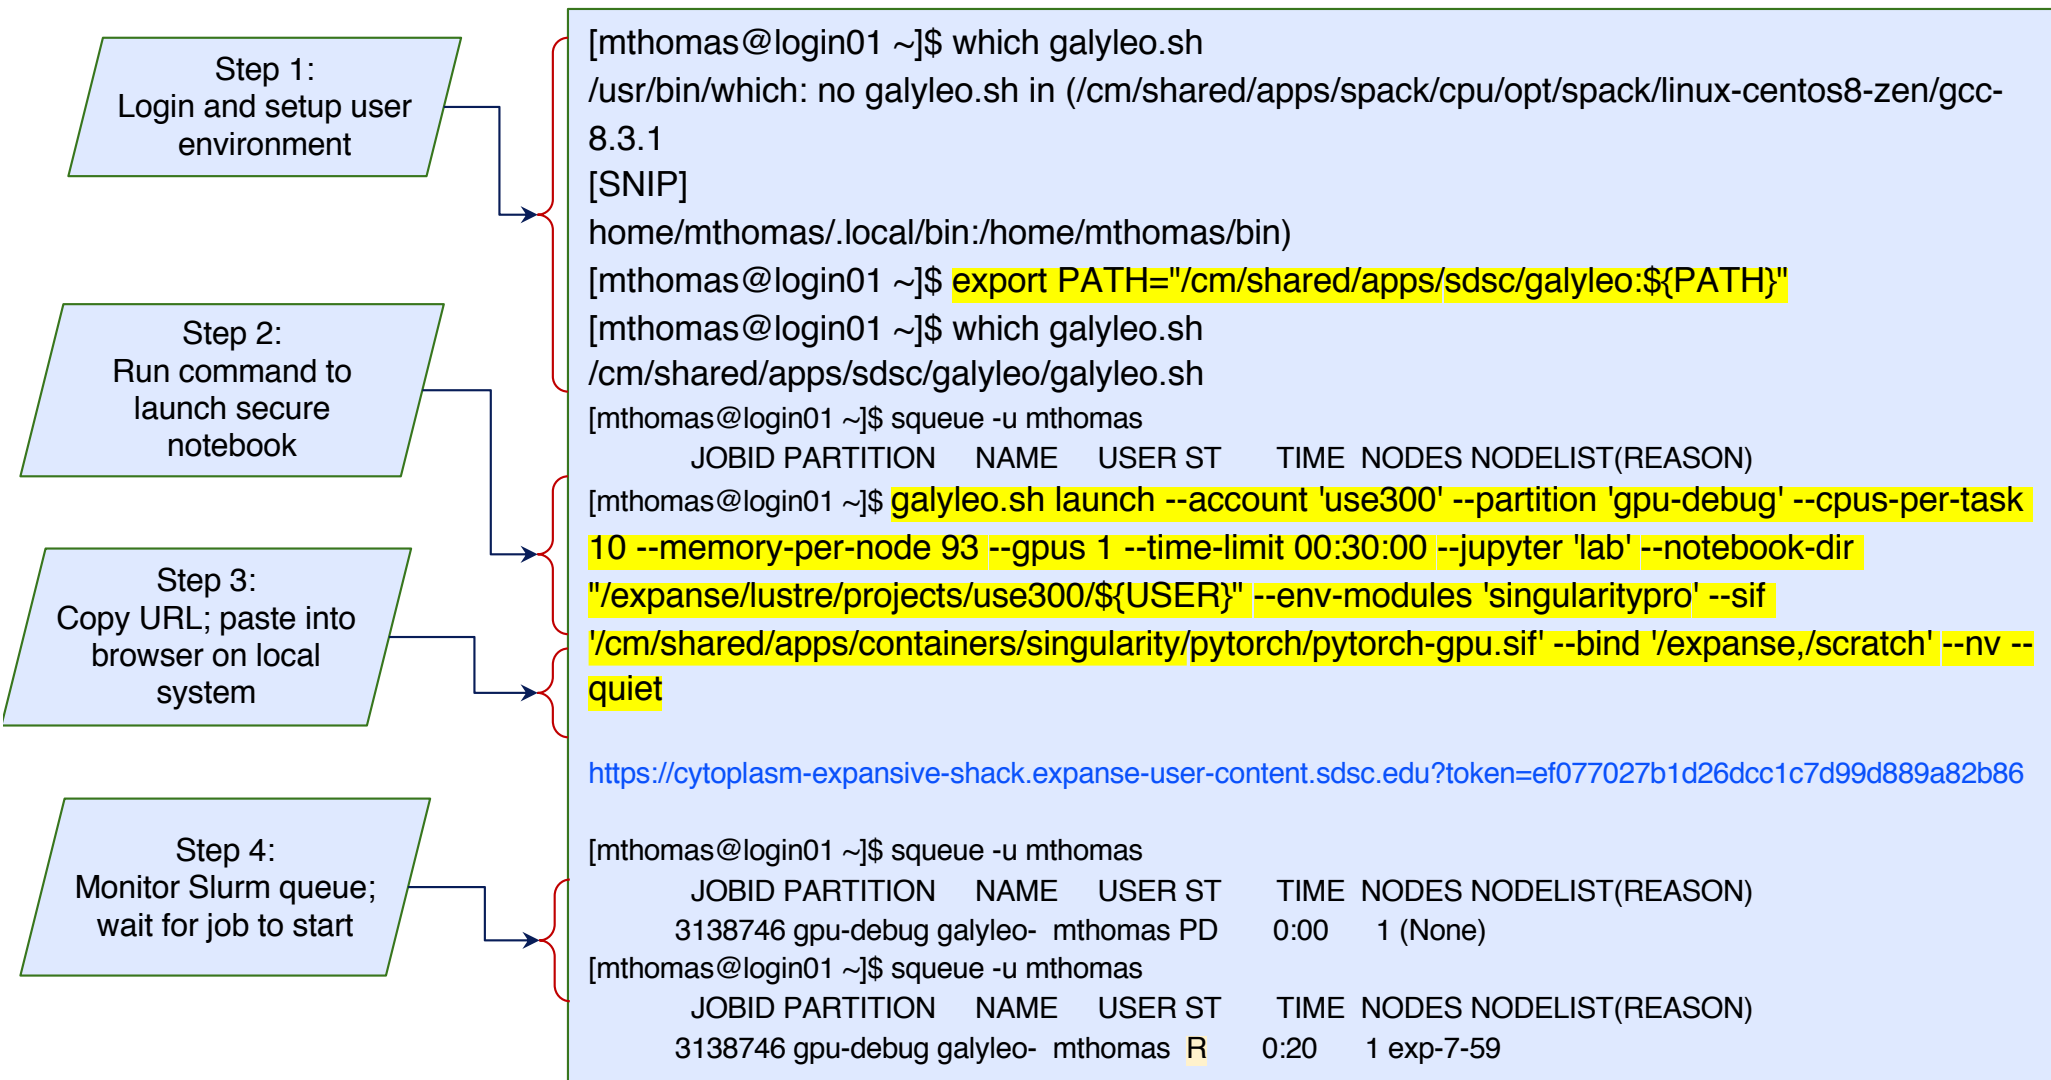 Step 1:
Login and setup user
environment
Step 2:
Run command to
launch secure
notebook
Step 3:
Copy URL; paste into
browser on local
system
Step 4:
Monitor Slurm queue;
wait for job to start
[mthomas@login01 ~]$ which galyleo.sh
/usr/bin/which: no galyleo.sh in (/cm/shared/apps/spack/cpu/opt/spack/linux-centos8-zen/gcc-
8.3.1
[SNIP]
home/mthomas/.local/bin:/home/mthomas/bin)
[mthomas@login01 ~]$ export PATH="/cm/shared/apps/sdsc/galyleo:${PATH}"
[mthomas@login01 ~]$ which galyleo.sh
/cm/shared/apps/sdsc/galyleo/galyleo.sh
[mthomas@login01 ~]$ squeue -u mthomas
JOBID PARTITION NAME USER ST TIME NODES NODELIST(REASON)
[mthomas@login01 ~]$ galyleo.sh launch --account 'use300' --partition 'gpu-debug' --cpus-per-task
10 --memory-per-node 93 --gpus 1 --time-limit 00:30:00 --jupyter 'lab' --notebook-dir
"/expanse/lustre/projects/use300/${USER}" --env-modules 'singularitypro' --sif
'/cm/shared/apps/containers/singularity/pytorch/pytorch-gpu.sif' --bind '/expanse,/scratch' --nv --
quiet
https://cytoplasm-expansive-shack.expanse-user-content.sdsc.edu?token=ef077027b1d26dcc1c7d99d889a82b86
[mthomas@login01 ~]$ squeue -u mthomas
JOBID PARTITION NAME USER ST TIME NODES NODELIST(REASON)
3138746 gpu-debug galyleo- mthomas PD 0:00 1 (None)
[mthomas@login01 ~]$ squeue -u mthomas
JOBID PARTITION NAME USER ST TIME NODES NODELIST(REASON)
3138746 gpu-debug galyleo- mthomas R 0:20 1 exp-7-59